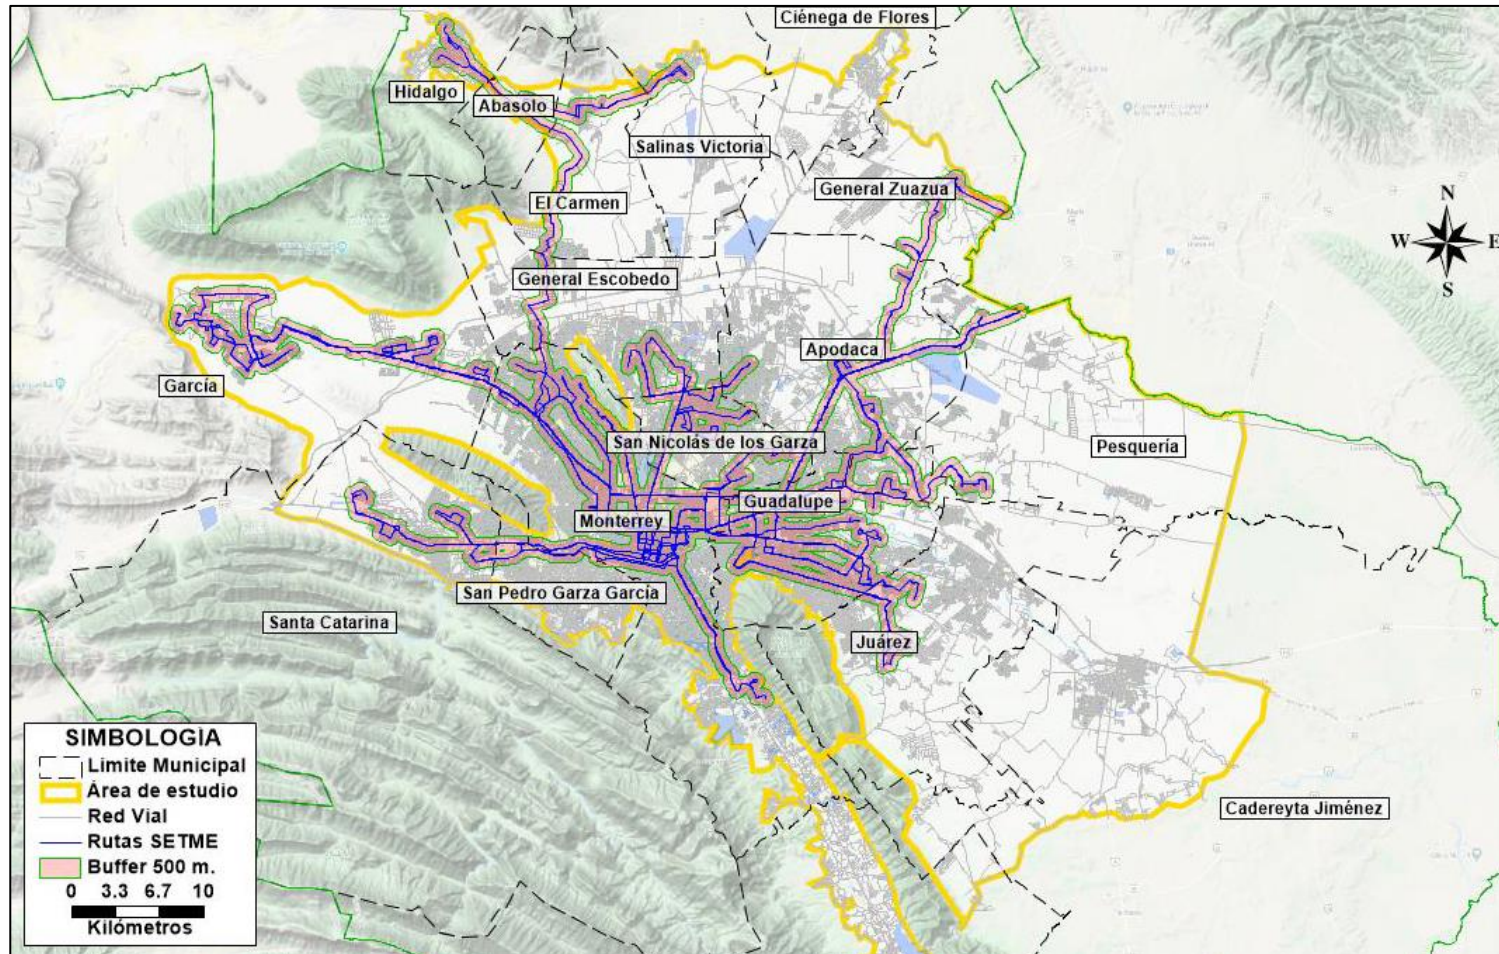 Ciénega de Flores
Hidalgo
Abasolo
Salinas Victoria
General Zuazua
El Carmen
N
W
E
S
General Escobedo
Apodaca
García
San Nicolás de los Garza
Pesquería
Guadalupe
Monterrey
San Pedro Garza García
Santa Catarina
Juárez
Cadereyta Jiménez
SIMBOLOGÌA
Limite Municipal
Área de estudio
Red Vial
Rutas SETME
Buffer 500 m.
0 3.3 6.7 10
Kilómetros